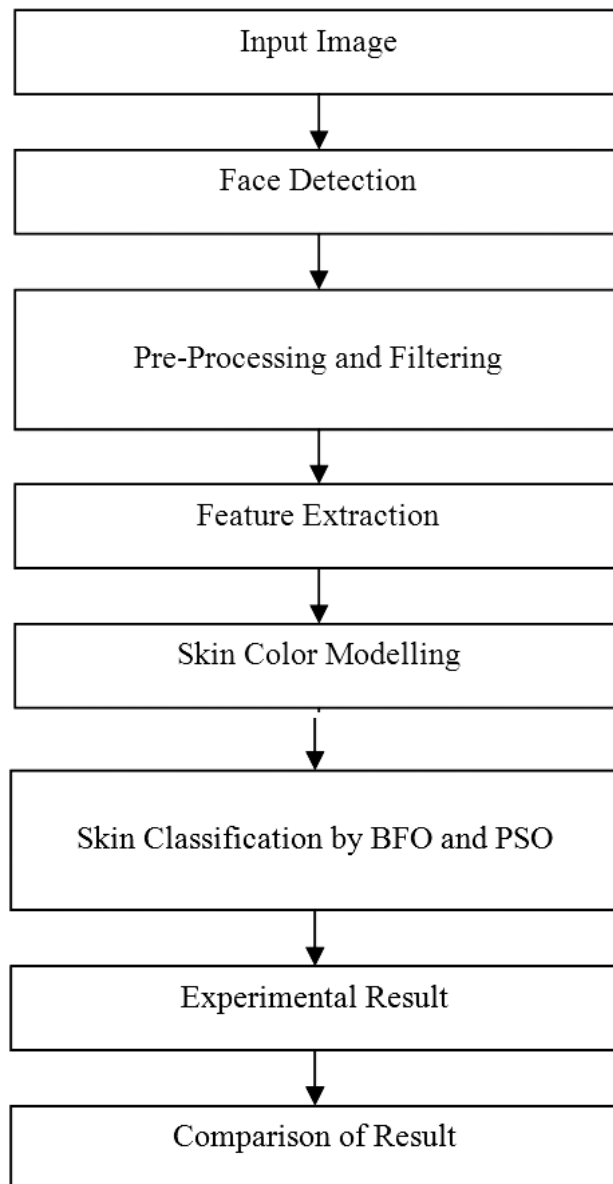 Input Image
Face Detection
Pre-Processing and Filtering
Feature Extraction
Skin Color Modelling
Skin Classification by BFO and PSO
Experimental Result
Comparison of Result